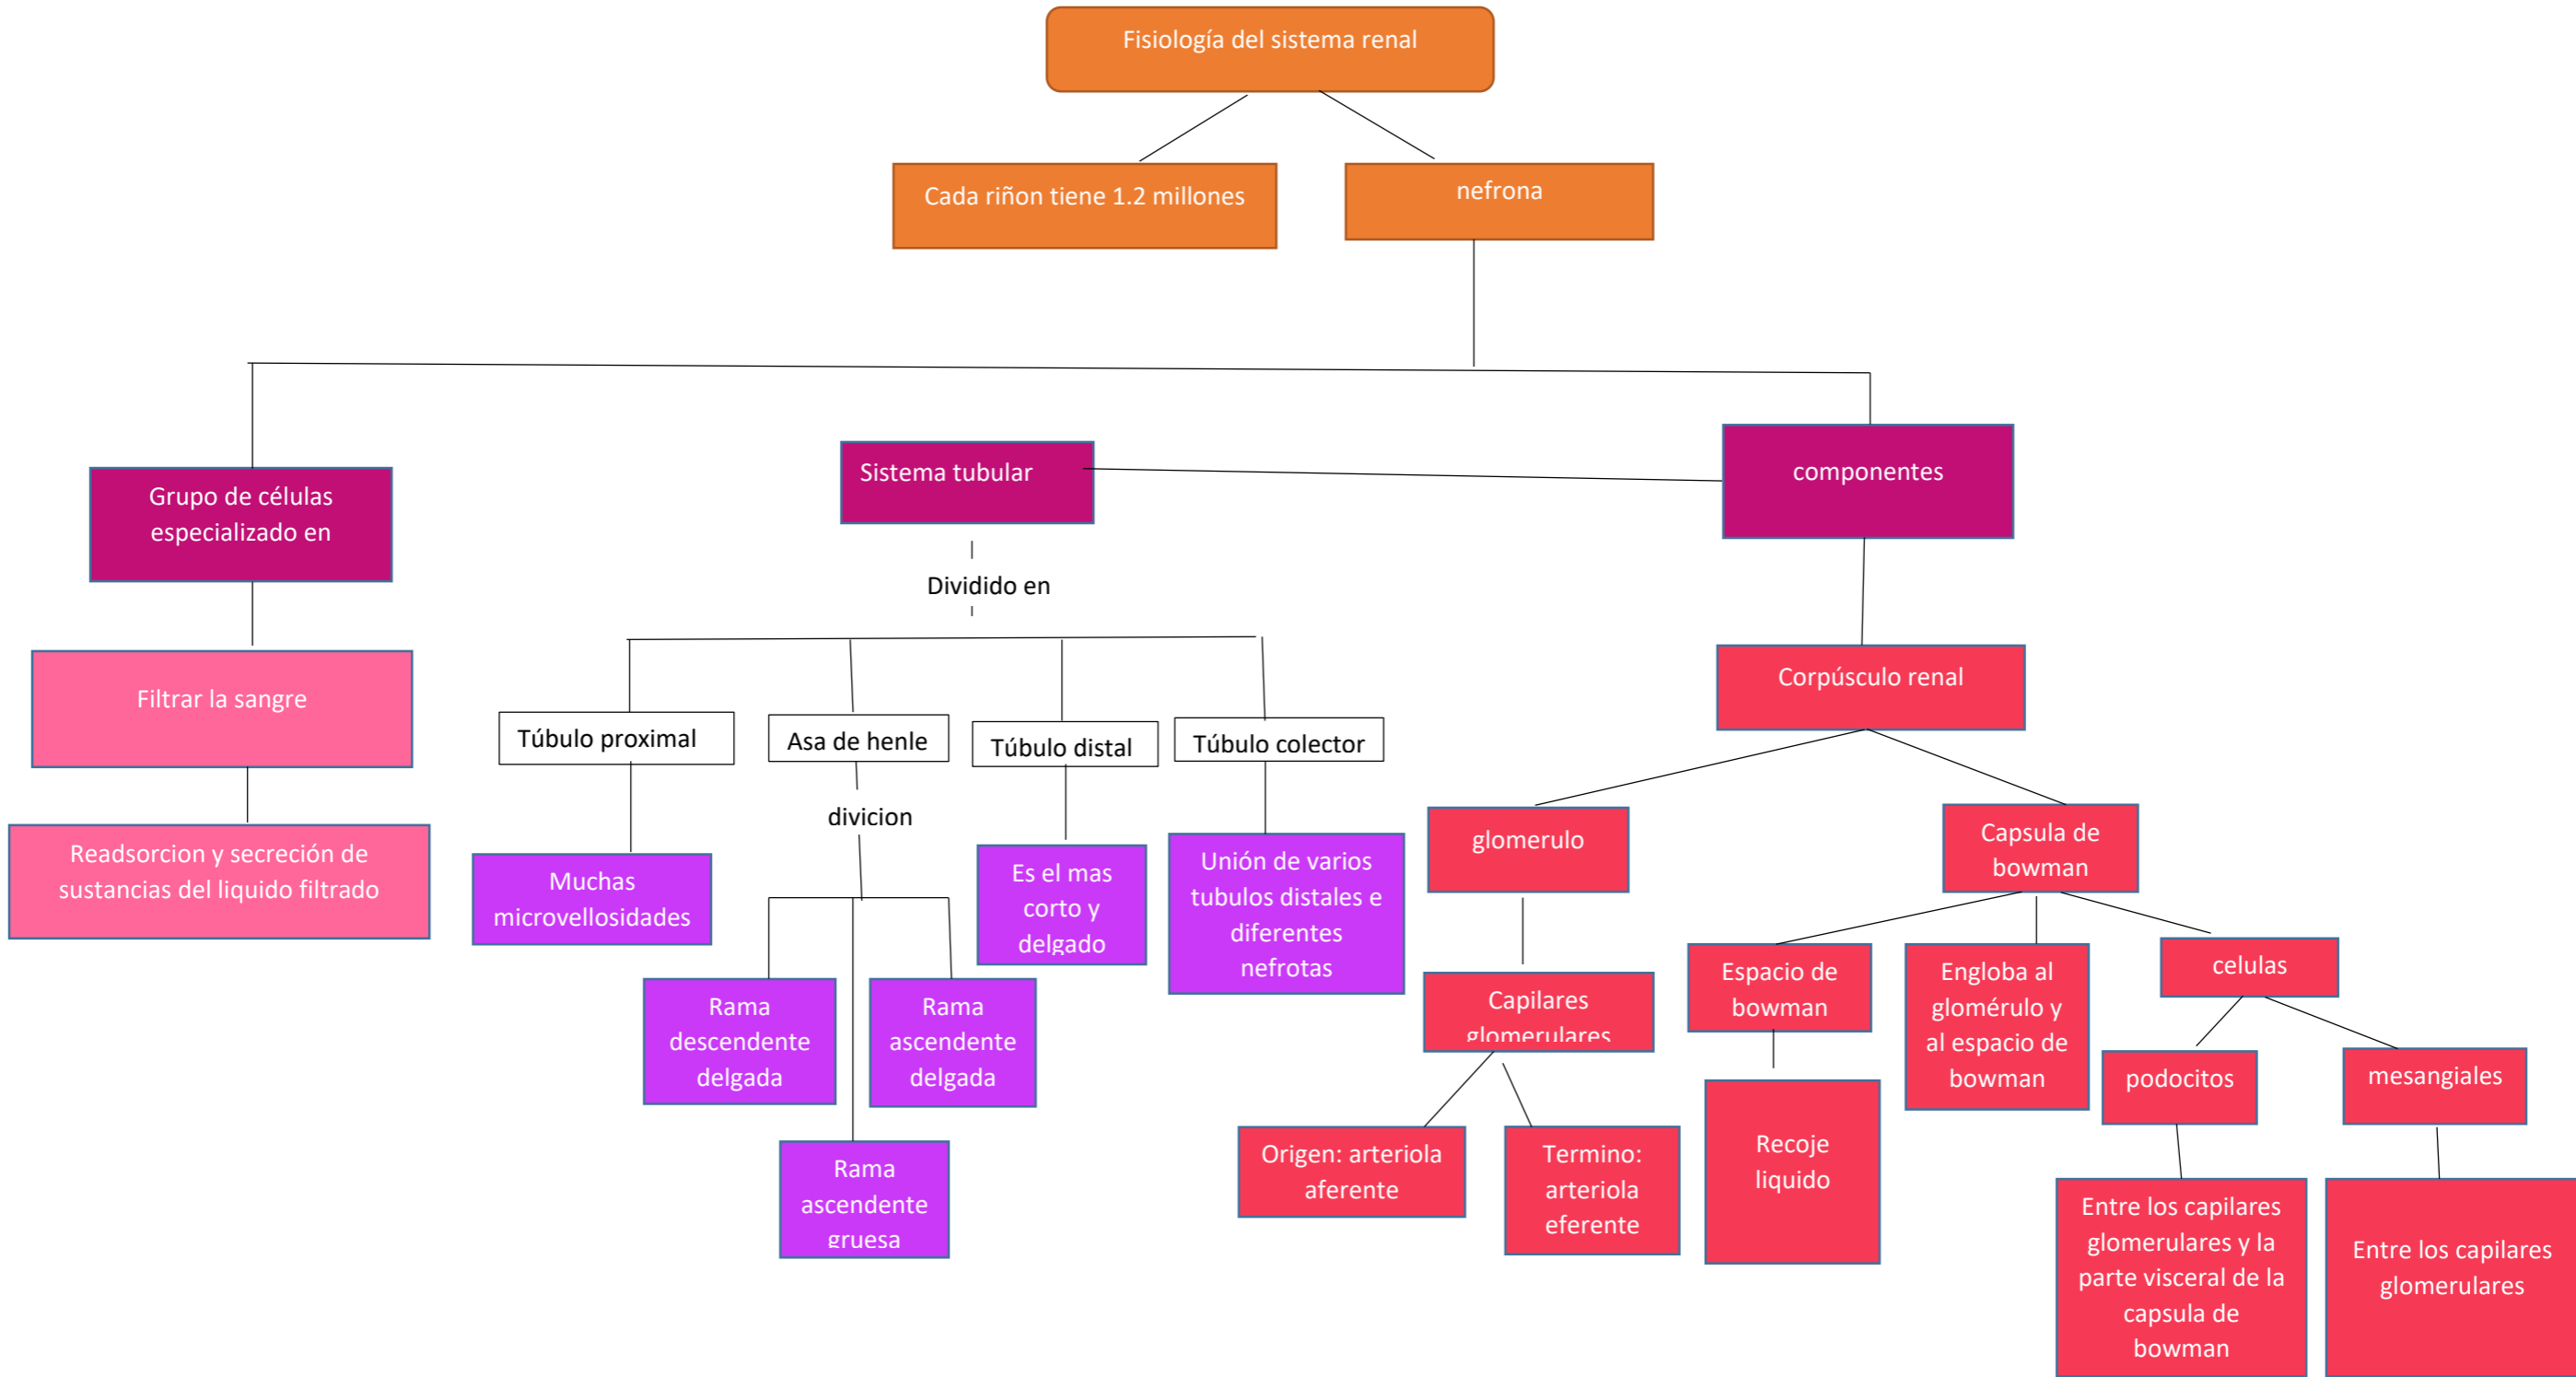 Fisiología del sistema renal
Cada riñon tiene 1.2 millones
nefrona
Grupo de células
especializado en
Sistema tubular
componentes
Dividido en
Filtrar la sangre
Corpúsculo renal
Túbulo proximal
Asa de henle
Túbulo distal
Túbulo colector
divicion
Readsorcion y secreción de
sustancias del liquido filtrado
Muchas
microvellosidades
Es el mas
corto y
delgado
Unión de varios
tubulos distales e
diferentes
nefrotas
glomerulo
Capsula de
bowman
Rama
descendente
delgada
Rama
ascendente
delgada
Rama
ascendente
gruesa
Capilares
glomerulares
Espacio de
bowman
Engloba al
glomérulo y
al espacio de
bowman
celulas
podocitos
mesangiales
Origen: arteriola
aferente
Termino:
arteriola
eferente
Recoje
liquido
Entre los capilares
glomerulares y la
parte visceral de la
capsula de
bowman
Entre los capilares
glomerulares